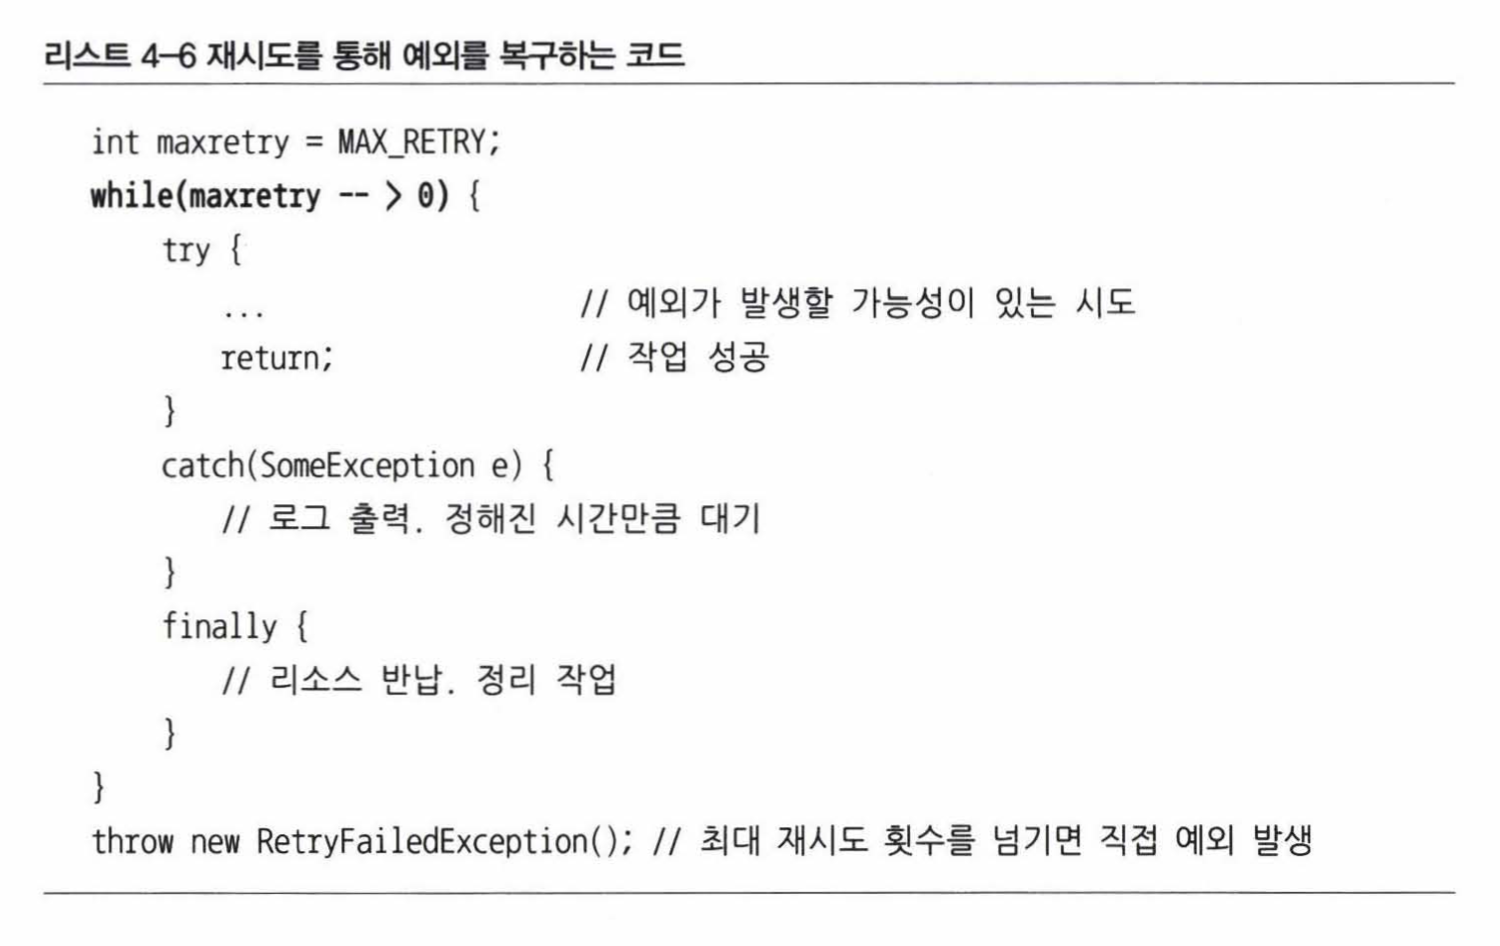 리스트 4-6 재시도를 통해 예외를 복구하는 코드
int maxretry = MAX_RETRY;
while(maxretry -- > 0) {
try {
... // 예외가 발생할 가능성이 있는 시도
return; // 작업 성공
}
catch(SomeException e) {
// 로그 출력. 정해진 시간만큼 대기
}
finally {
// 리소스 반납. 정리 작업
}
}
throw new RetryFailedException(); // 최대 재시도 횟수를 넘기면 직접 예외 발생